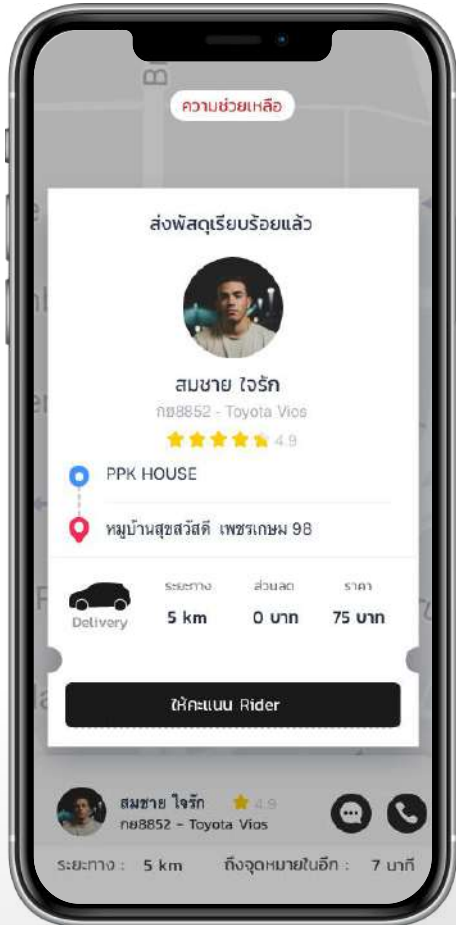 ความช่วยเหลือ
ส่งพัสดุเรียบร้อยแล้ว
สมชาย ใจรัก
กย8852 - Toyota Vios
4.9
PPK HOUSE
หมู่บ้านสุขสวัสดี เพชรเกษม 98
ระยะทาง ส่วนลด ราคา
Delivery 5 km 0 บาท 75 บาท
ให้คะแนน Rider
สมชาย ใจรัก 4.9
กย8852 - Toyota Vios
ระยะทาง : 5 km ถึงจุดหมายในอีก : 7 นาที